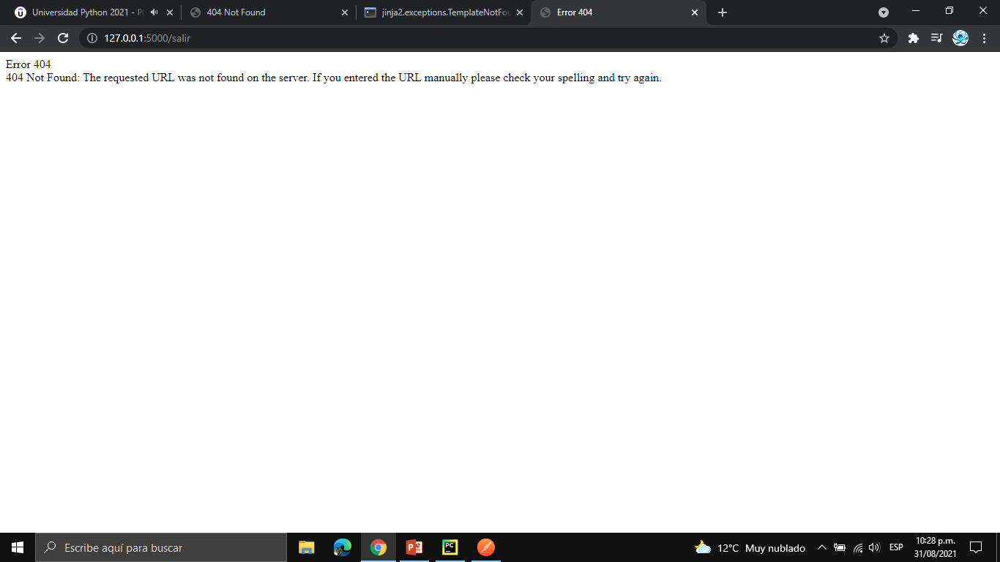 Universidad Python 2021 - P
404 Not Found
jinja2.exceptions.TemplateNotFo
Error 404
127.0.0.1:5000/salir
Error 404
404 Not Found: The requested URL was not found on the server. If you entered the URL manually please check your spelling and try again.
Escribe aquí para buscar
PC
12°C Muy nublado
ESP
10:28 p.m.
31/08/2021